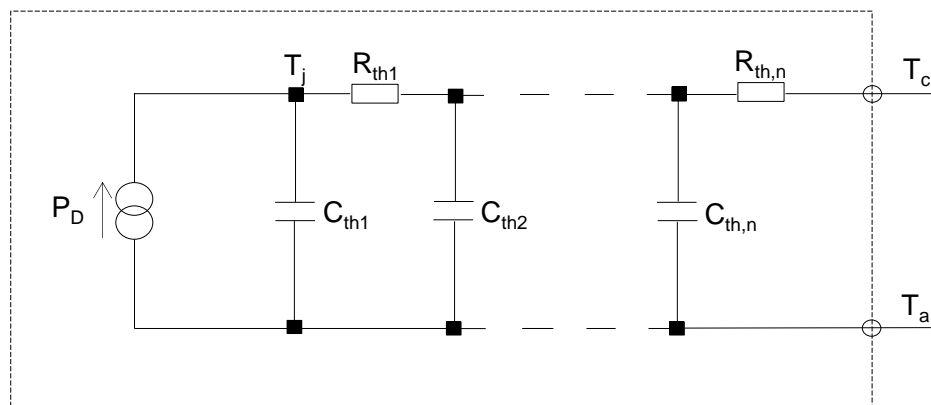 T_j R_th1 R_th,n T_c
P_D C_th1 C_th2 C_th,n
T_a